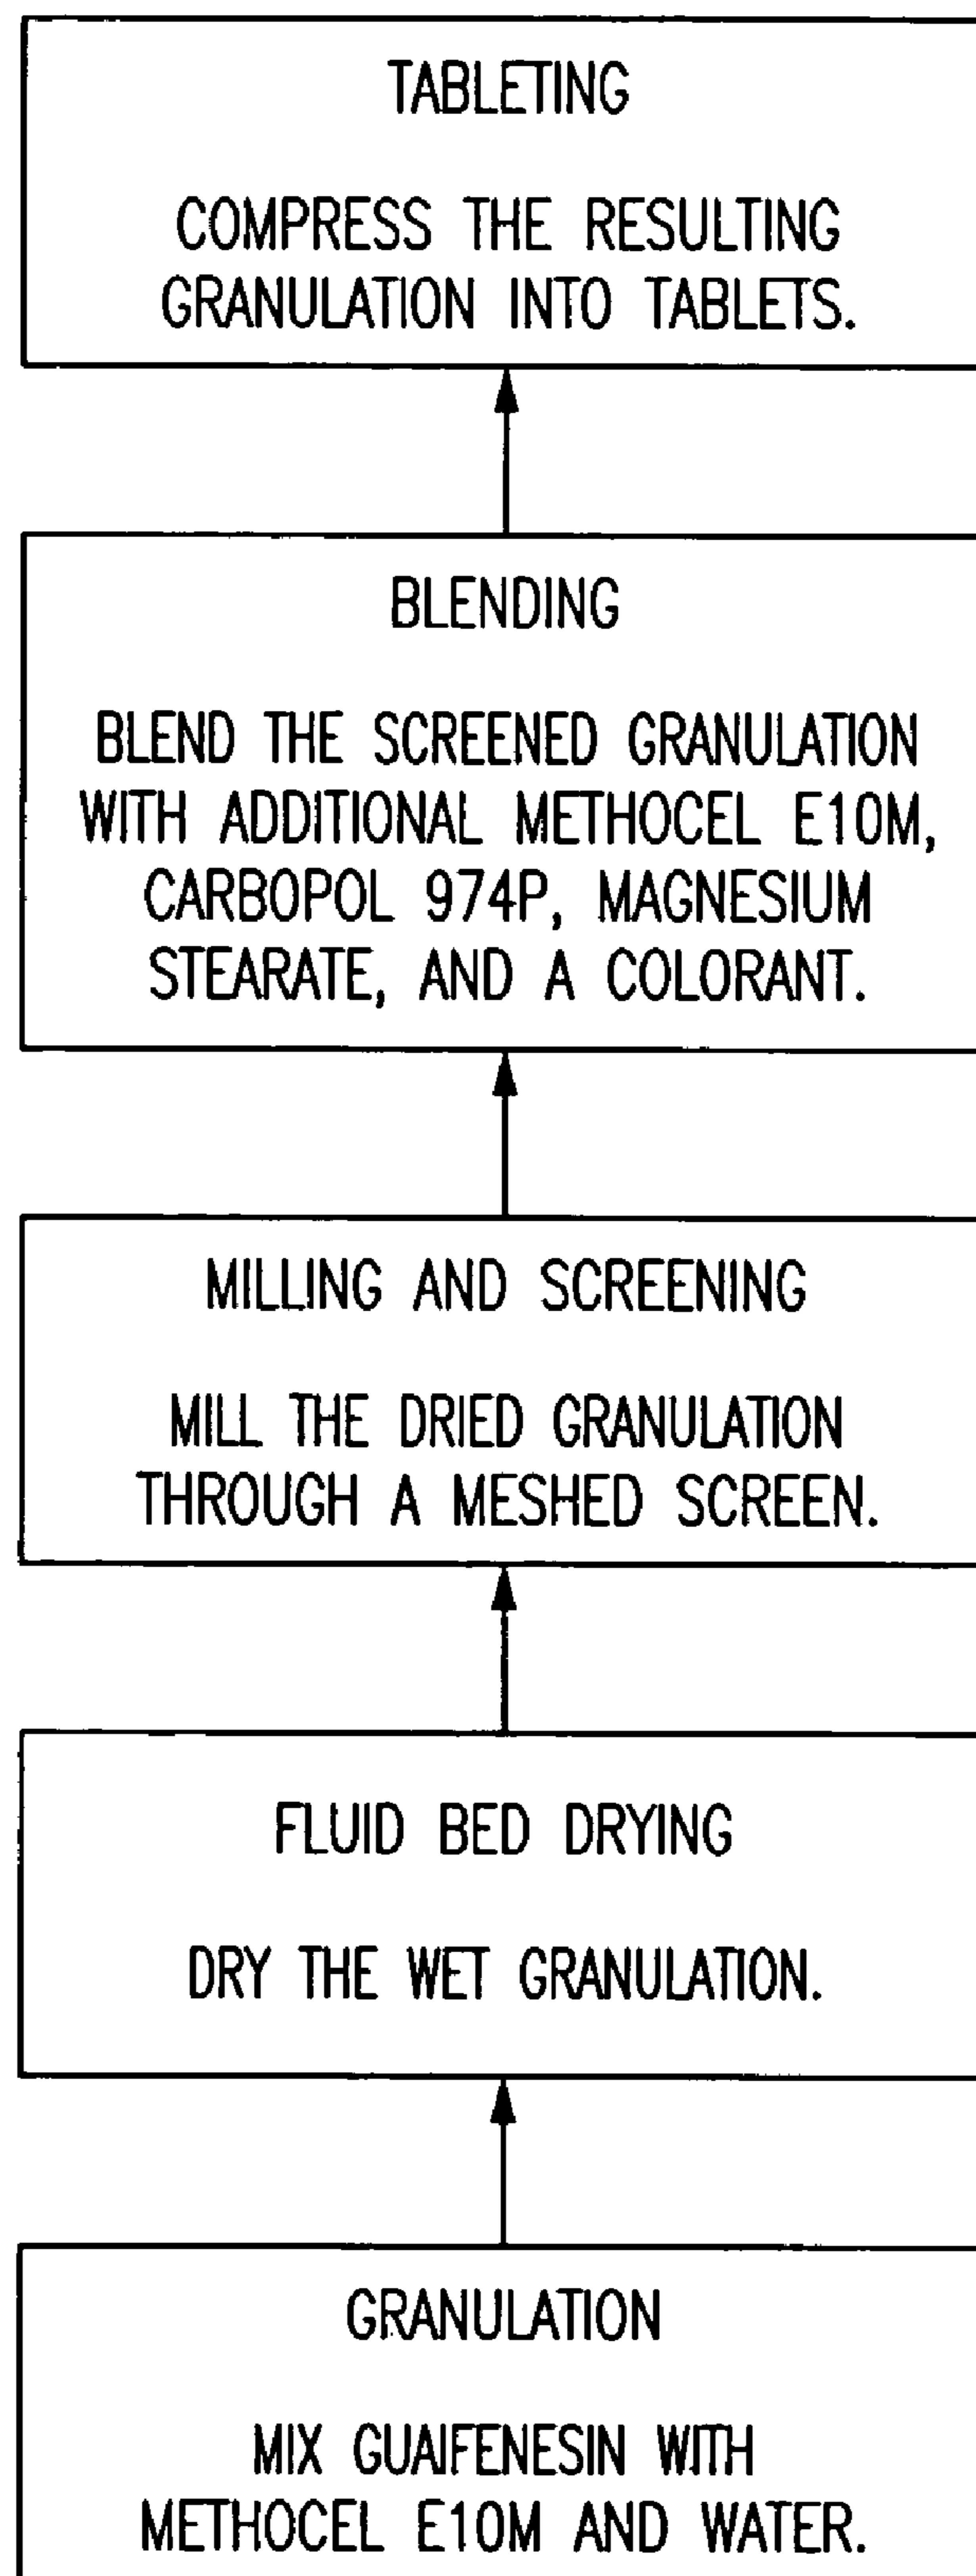 TABLETING
COMPRESS THE RESULTING
GRANULATION INTO TABLETS.
BLENDING
BLEND THE SCREENED GRANULATION
WITH ADDITIONAL METHOCEL E10M,
CARBOPOL 974P, MAGNESIUM
STEARATE, AND A COLORANT.
MILLING AND SCREENING
MILL THE DRIED GRANULATION
THROUGH A MESHED SCREEN.
FLUID BED DRYING
DRY THE WET GRANULATION.
GRANULATION
MIX GUAIFENESIN WITH
METHOCEL E10M AND WATER.